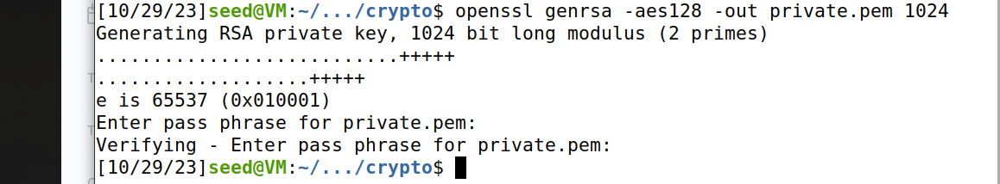 [10/29/23]seed@VM:~/.../crypto$ openssl genrsa -aes128 -out private.pem 1024
Generating RSA private key, 1024 bit long modulus (2 primes)
...........................+++++
...................+++++
e is 65537 (0x010001)
Enter pass phrase for private.pem:
Verifying - Enter pass phrase for private.pem:
[10/29/23]seed@VM:~/.../crypto$